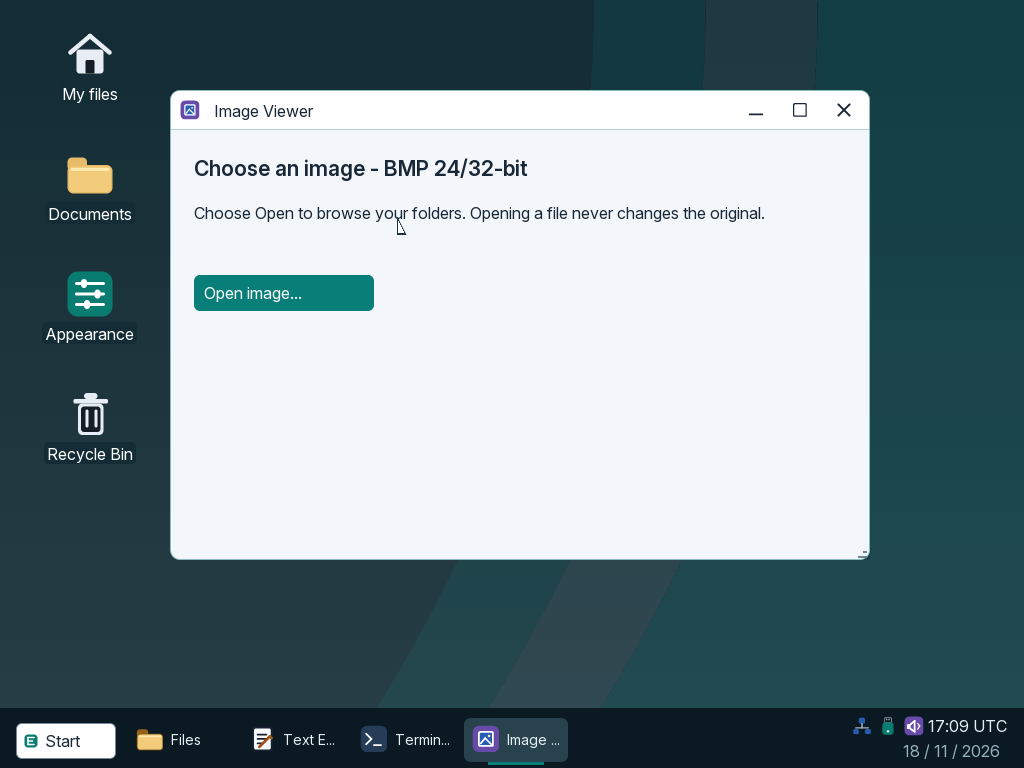 My files
Documents
Appearance
Recycle Bin
Image Viewer
Choose an image - BMP 24/32-bit
Choose Open to browse your folders. Opening a file never changes the original.
Open image...
Start
Files
Text E...
Termin...
Image ...
17:09 UTC
18 / 11 / 2026